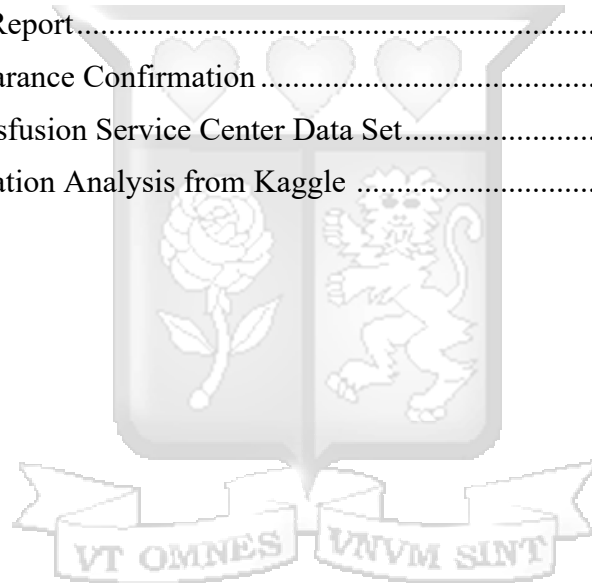 Report..........................................................
arance Confirmation......................................
sfusion Service Center Data Set......................
ation Analysis from Kaggle ............................
VT OMNES VNVM SINT